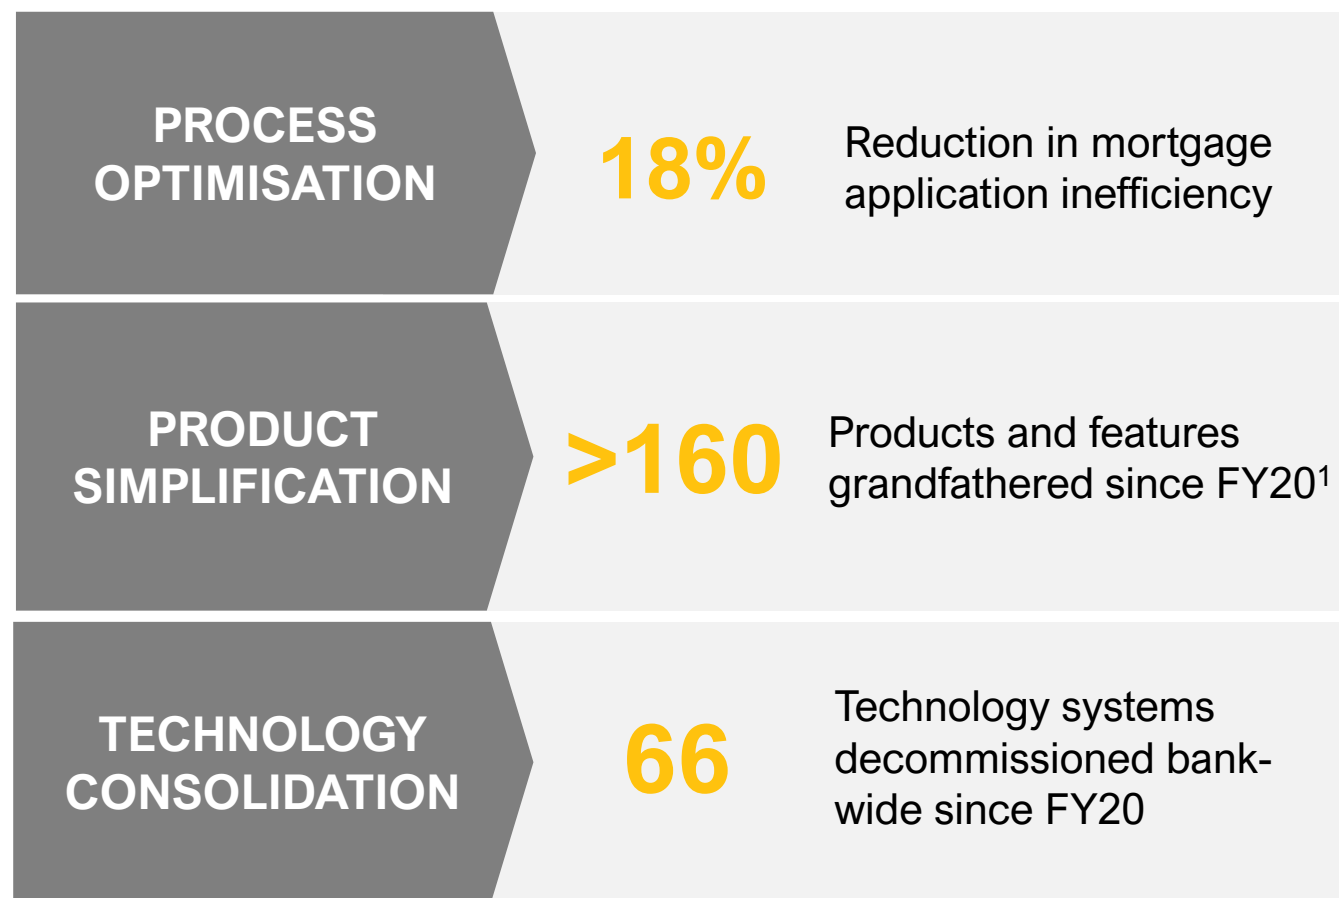 PROCESS
OPTIMISATION
18%
Reduction in mortgage
application inefficiency
PRODUCT
SIMPLIFICATION
>160
Products and features
grandfathered since FY20¹
TECHNOLOGY
CONSOLIDATION
66
Technology systems
decommissioned bank-
wide since FY20